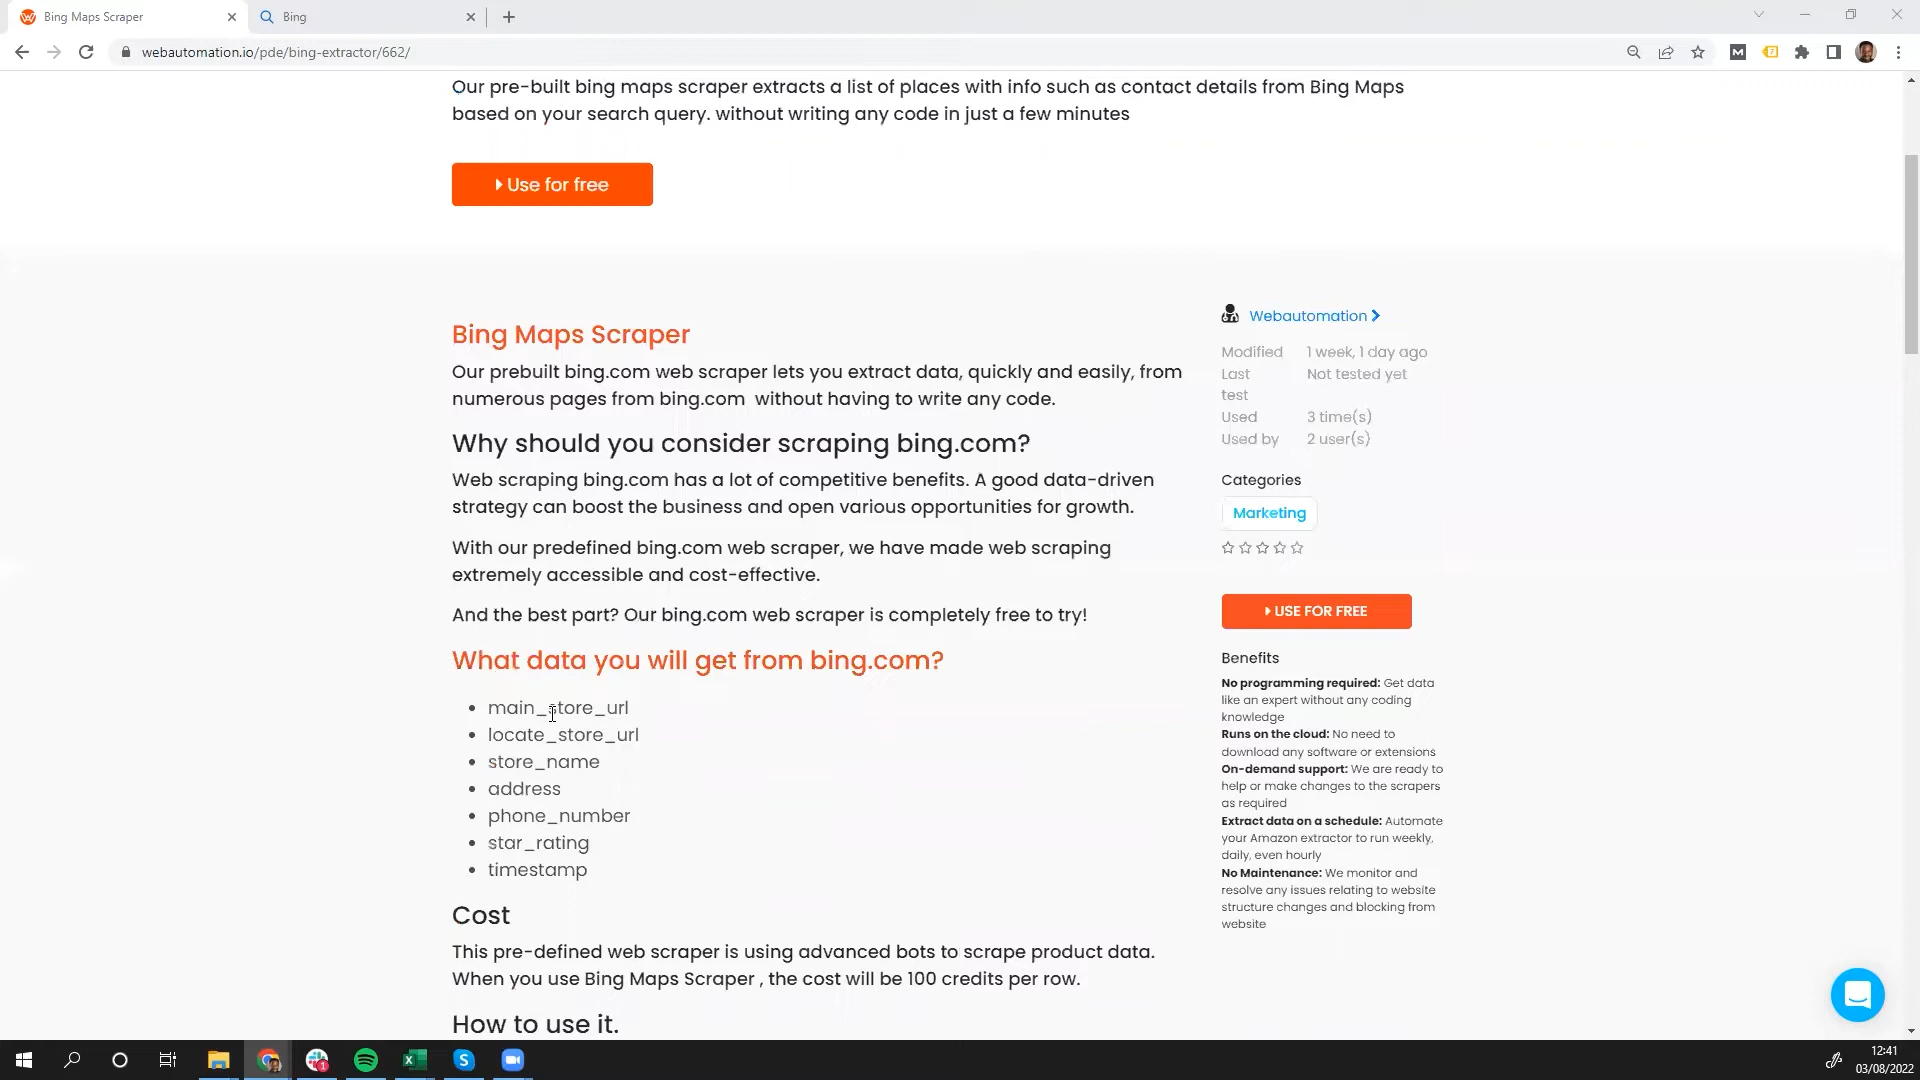 Bing Maps Scraper
Bing
webautomation.io/pde/bing-extractor/662/
Our pre-built bing maps scraper extracts a list of places with info such as contact details from Bing Maps
based on your search query. without writing any code in just a few minutes
Use for free
Bing Maps Scraper
Our prebuilt bing.com web scraper lets you extract data, quickly and easily, from
numerous pages from bing.com without having to write any code.
Why should you consider scraping bing.com?
Web scraping bing.com has a lot of competitive benefits. A good data-driven
strategy can boost the business and open various opportunities for growth.
With our predefined bing.com web scraper, we have made web scraping
extremely accessible and cost-effective.
And the best part? Our bing.com web scraper is completely free to try!
What data you will get from bing.com?
main_store_url
locate_store_url
store_name
address
phone_number
star_rating
timestamp
Cost
This pre-defined web scraper is using advanced bots to scrape product data.
When you use Bing Maps Scraper , the cost will be 100 credits per row.
How to use it.
Webautomation
Modified 1 week, 1 day ago
Last Not tested yet
test
Used 3 time(s)
Used by 2 user(s)
Categories
Marketing
USE FOR FREE
Benefits
No programming required: Get data
like an expert without any coding
knowledge
Runs on the cloud: No need to
download any software or extensions
On-demand support: We are ready to
help or make changes to the scrapers
as required
Extract data on a schedule: Automate
your Amazon extractor to run weekly,
daily, even hourly
No Maintenance: We monitor and
resolve any issues relating to website
structure changes and blocking from
website
12:41
03/08/2022